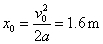 x₀ = v₀²/2a = 1.6 m